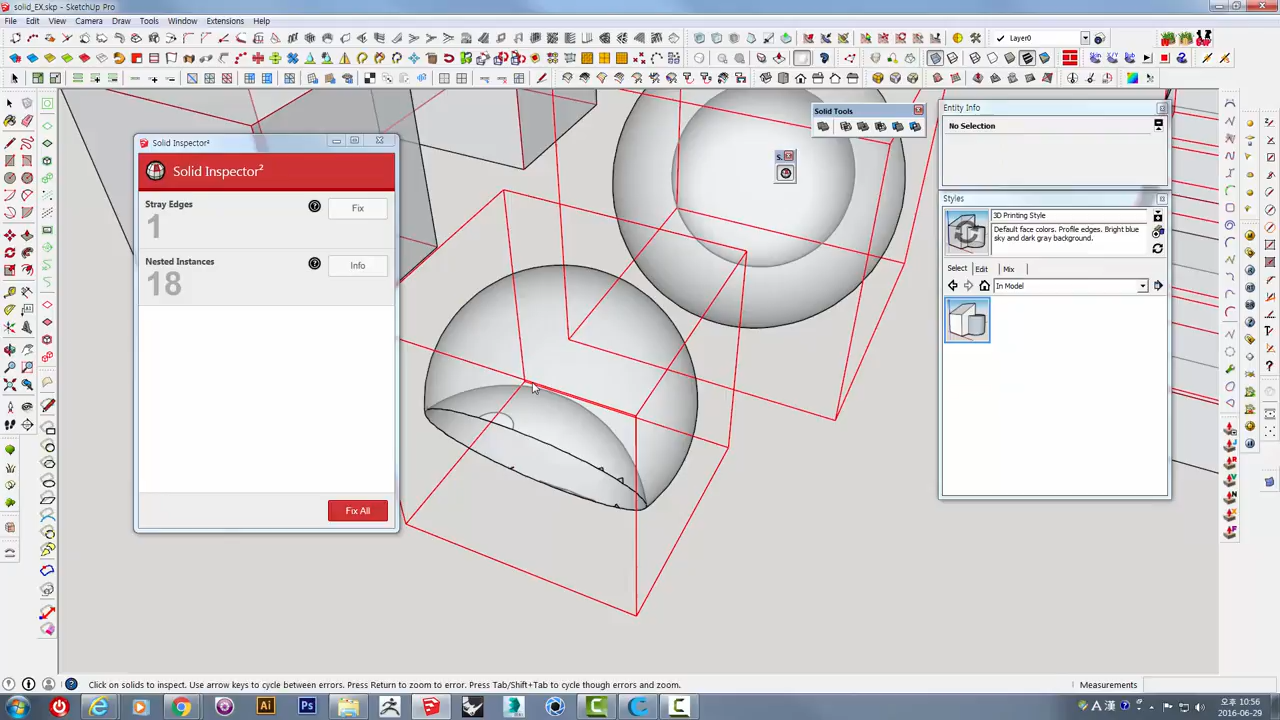 solid_EX.skp - SketchUp Pro
File Edit View Camera Draw Tools Window Extensions Help
Layer0
Solid Tools
S.
Entity Info
No Selection
Styles
3D Printing Style
Default face colors. Profile edges. Bright blue
sky and dark gray background.
Select Edit Mix
In Model
Solid Inspector²
Solid Inspector²
Stray Edges
1
Fix
Nested Instances
18
Info
Fix All
Click on solids to inspect. Use arrow keys to cycle between errors. Press Return to zoom to error. Press Tab/Shift+Tab to cycle though errors and zoom.
Measurements
Ai
Ps
A 漢
오전 10:56
2016-06-29